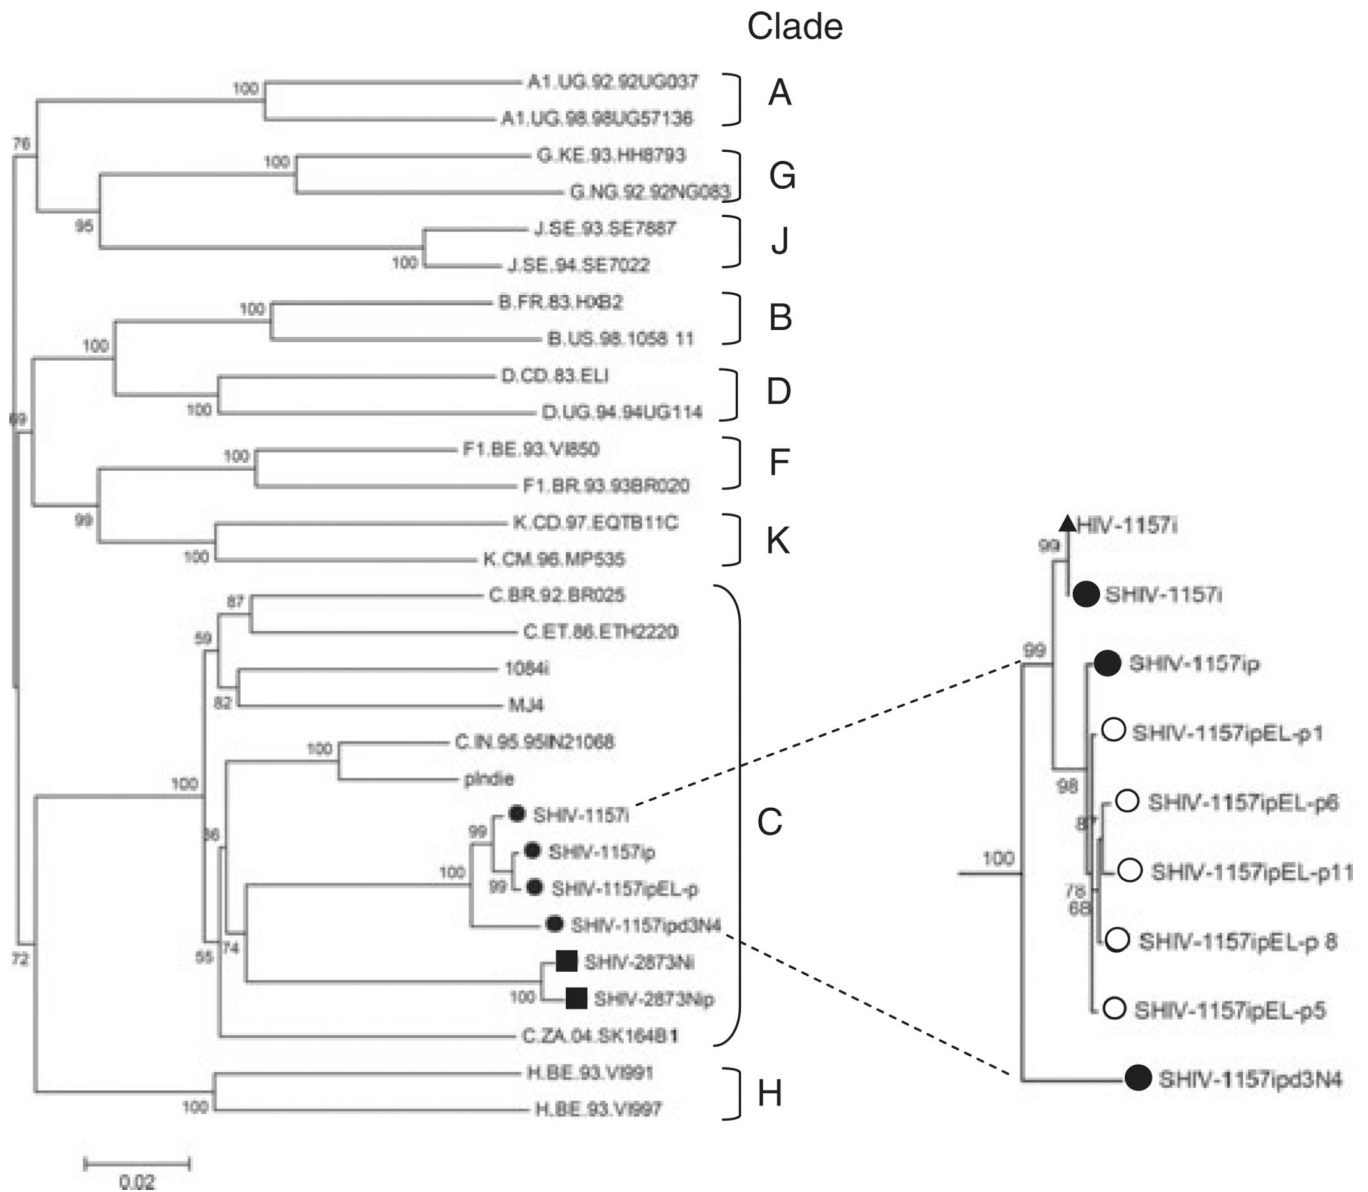 Clade
100
A1.UG.92.92UG037
A1.UG.98.98UG57136
A
76
100
G.KE.93.HH8793
G.NG.92.92NG083
G
95
J.SE.93.SE7887
100
J.SE.94.SE7022
J
B.FR.83.HXB2
100
B.US.98.1058 11
B
100
D.CD.83.ELI
100
D.UG.94.94UG114
D
69
F1.BE.93.VI850
100
F1.BR.93.93BR020
F
99
K.CD.97.EQTB11C
100
K.CM.96.MP535
K
C.BR.92.BR025
87
C.ET.86.ETH2220
59
1084i
82
MJ4
C.IN.95.95IN21068
100
pIndie
100
SHIV-1157i
99
SHIV-1157ip
100
99
SHIV-1157ipEL-p
SHIV-1157ipd3N4
74
55
SHIV-2873Ni
100
SHIV-2873Nip
C.ZA.04.SK164B1
C
72
H.BE.93.VI991
100
H.BE.93.VI997
H
0.02
HIV-1157i
99
SHIV-1157i
99
SHIV-1157ip
SHIV-1157ipEL-p1
98
SHIV-1157ipEL-p6
87
100
SHIV-1157ipEL-p11
78
68
SHIV-1157ipEL-p 8
SHIV-1157ipEL-p5
SHIV-1157ipd3N4